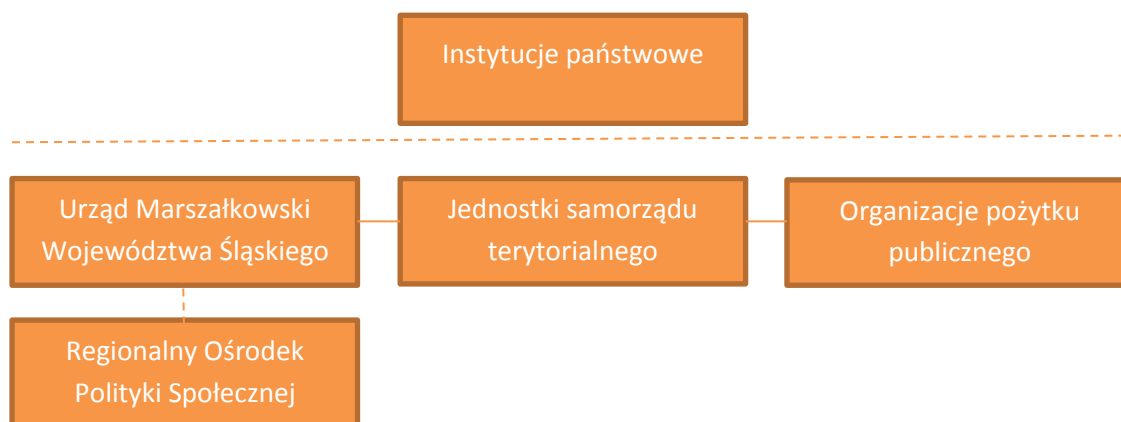 Instytucje państwowe
Urząd Marszałkowski
Województwa Śląskiego
Jednostki samorządu
terytorialnego
Organizacje pożytku
publicznego
Regionalny Ośrodek
Polityki Społecznej